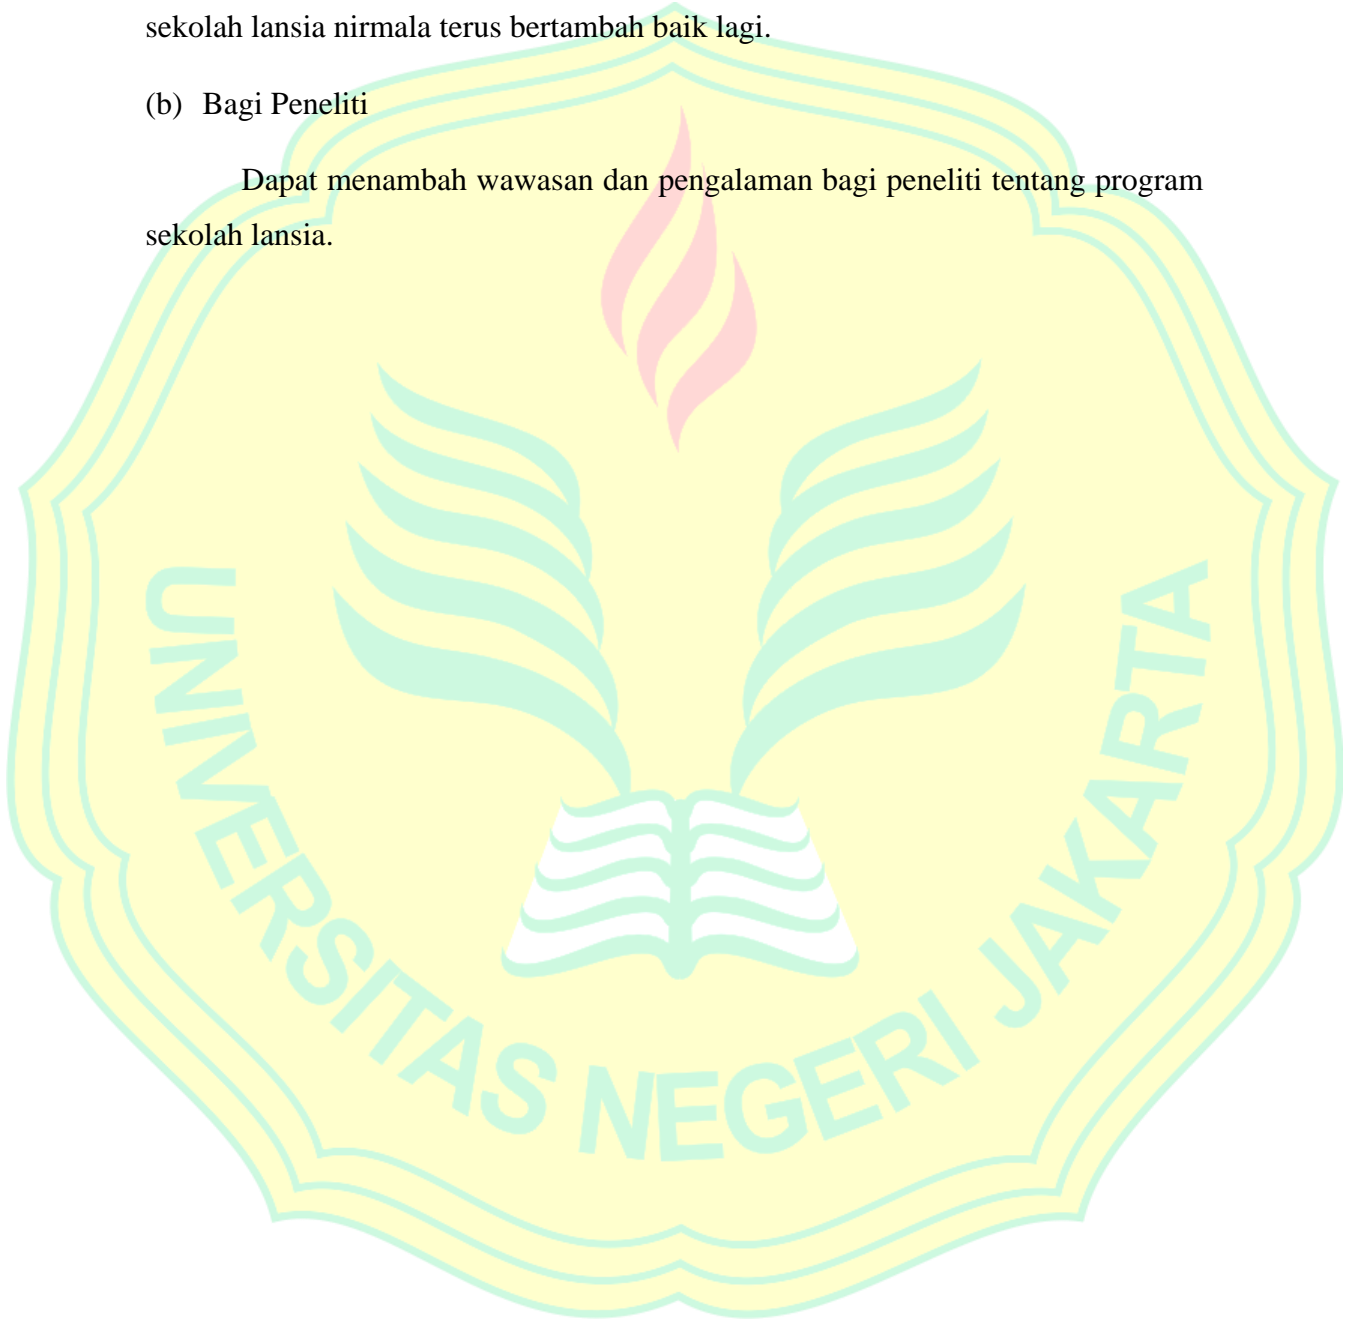 sekolah lansia nirmala terus bertambah baik lagi.
(b) Bagi Peneliti
Dapat menambah wawasan dan pengalaman bagi peneliti tentang program
sekolah lansia.
UNIVERSITAS NEGERI JAKARTA